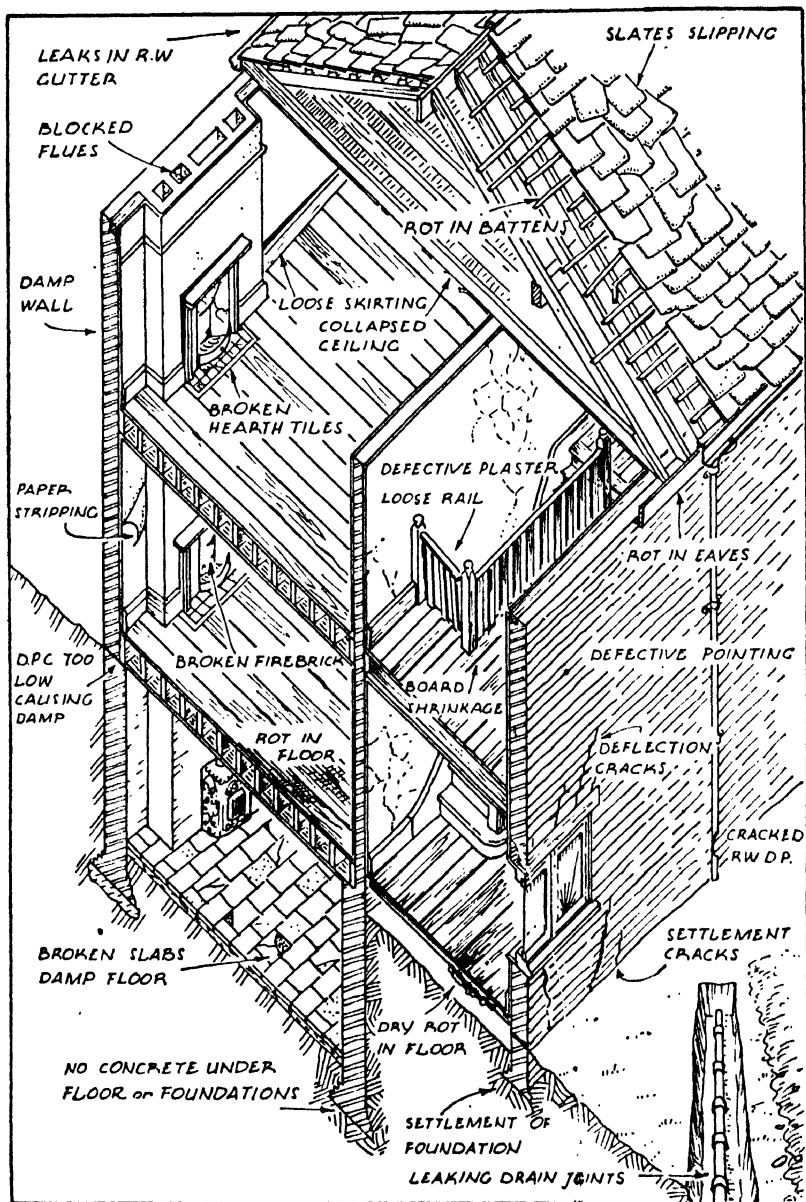 LEAKS IN R.W
GUTTER
SLATES SLIPPING
BLOCKED
FLUES
ROT IN BATTENS
DAMP
WALL
LOOSE SKIRTING
COLLAPSED
CEILING
BROKEN
HEARTH TILES
DEFECTIVE PLASTER
LOOSE RAIL
PAPER
STRIPPING
ROT IN EAVES
D.P.C TOO
LOW
CAUSING
DAMP
BROKEN FIREBRICK
BOARD
SHRINKAGE
DEFECTIVE POINTING
ROT IN
FLOOR
DEFLECTION
CRACKS
CRACKED
R.W D.P.
BROKEN SLABS
DAMP FLOOR
SETTLEMENT
CRACKS
DRY ROT
IN FLOOR
NO CONCRETE UNDER
FLOOR or FOUNDATIONS
SETTLEMENT OF
FOUNDATION
LEAKING DRAIN JOINTS